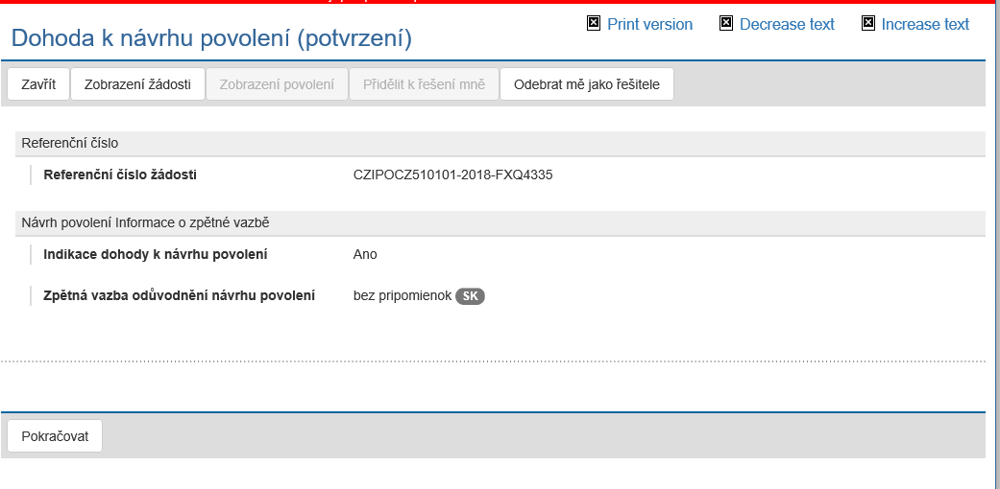 Print version Decrease text Increase text
Dohoda k návrhu povolení (potvrzení)
Zavřít Zobrazení žádosti Zobrazení povolení Přidělit k řešení mně Odebrat mě jako řešitele
Referenční číslo
Referenční číslo žádosti CZIPOCZ510101-2018-FXQ4335
Návrh povolení Informace o zpětné vazbě
Indikace dohody k návrhu povolení Ano
Zpětná vazba odůvodnění návrhu povolení bez pripomienok SK
Pokračovat